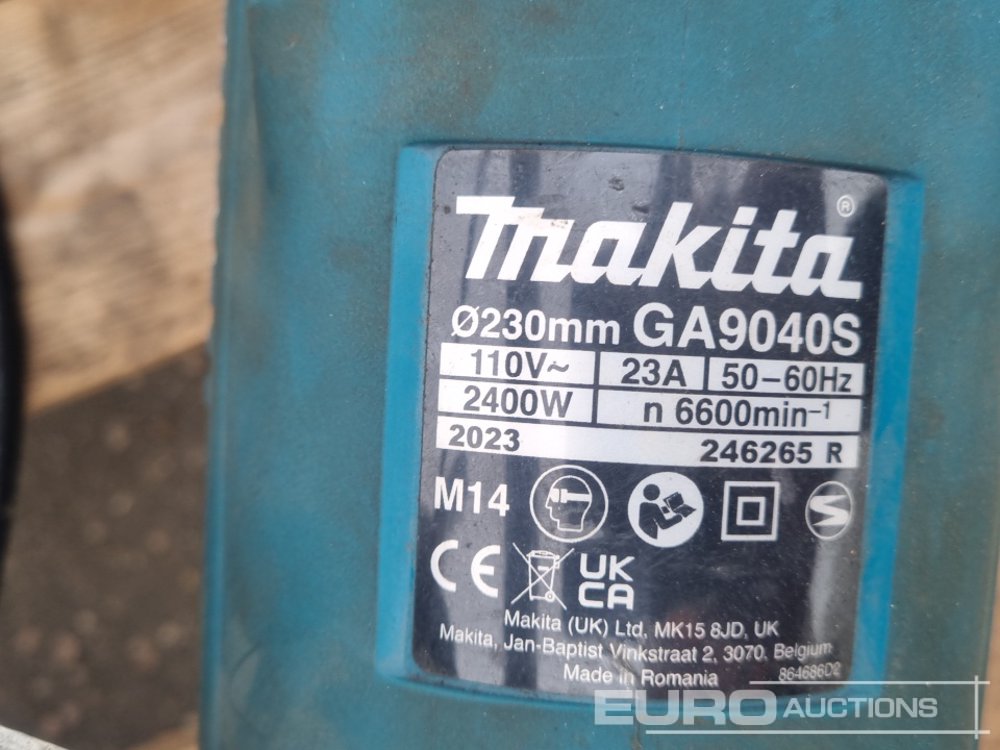 makita®
Ø230mm GA9040S
110V~ 23A 50-60Hz
2400W n 6600min⁻¹
2023 246265 R
M14
CE UK CA
Makita (UK) Ltd, MK15 8JD, UK
Makita, Jan-Baptist Vinkstraat 2, 3070, Belgium
Made in Romania 864686D2
EURO AUCTIONS